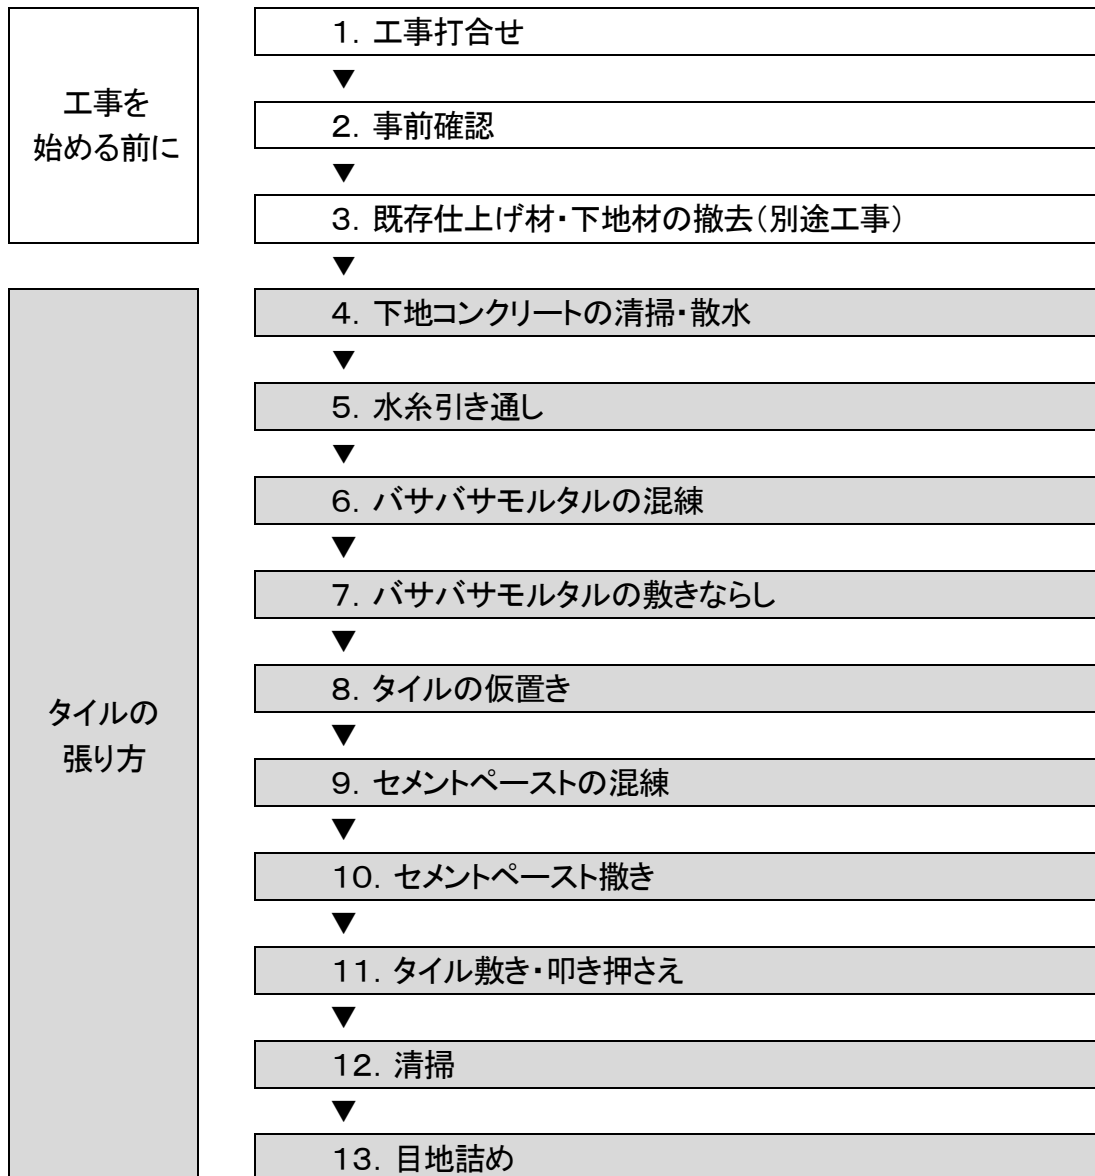 工事を
始める前に
1. 工事打合せ
▼
2. 事前確認
▼
3. 既存仕上げ材・下地材の撤去(別途工事)
▼
タイルの
張り方
4. 下地コンクリートの清掃・散水
▼
5. 水糸引き通し
▼
6. バサバサモルタルの混練
▼
7. バサバサモルタルの敷きならし
▼
8. タイルの仮置き
▼
9. セメントペーストの混練
▼
10. セメントペースト撒き
▼
11. タイル敷き・叩き押さえ
▼
12. 清掃
▼
13. 目地詰め